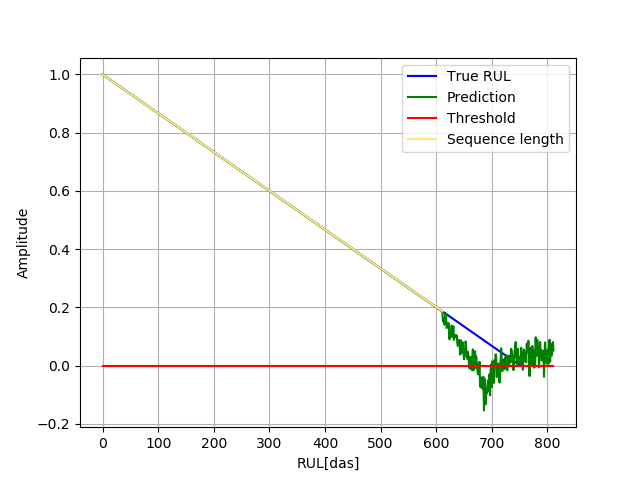 True RUL
Prediction
Threshold
Sequence length
Amplitude
1.0
0.8
0.6
0.4
0.2
0.0
−0.2
0 100 200 300 400 500 600 700 800
RUL[das]